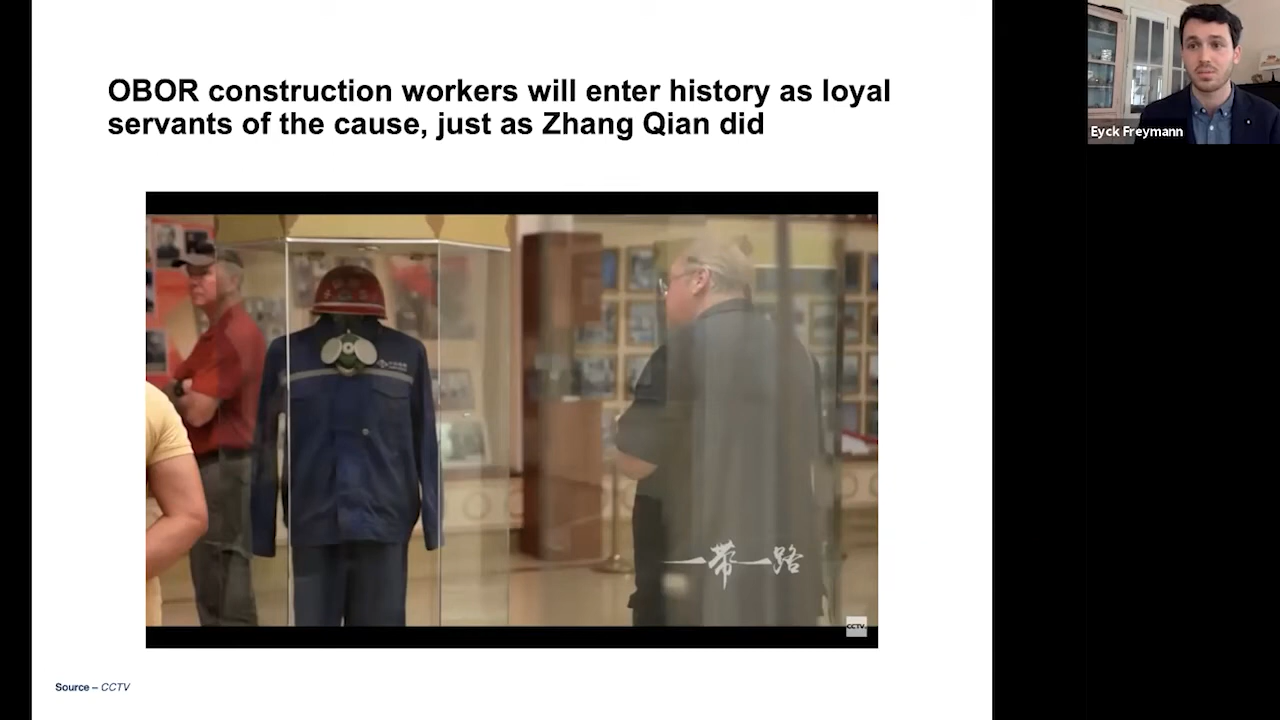 OBOR construction workers will enter history as loyal
servants of the cause, just as Zhang Qian did
Eyck Freymann
一带一路
CCTV
Source – CCTV